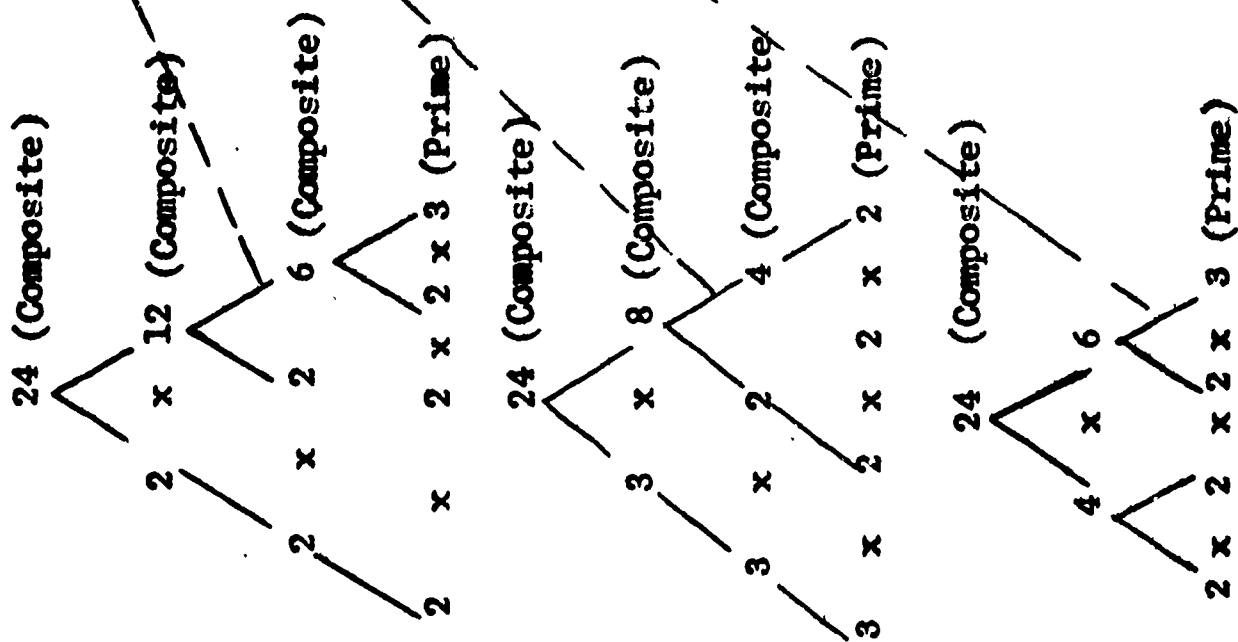 24 (Composite)
2 x 12 (Composite)
2 x 2 x 6 (Composite)
2 x 2 x 2 x 3 (Prime)
24 (Composite)
3 x 8 (Composite)
3 x 2 x 4 (Composite
3 x 2 x 2 x 2 (Prime)
24 (Composite)
4 x 6
2 x 2 x 2 x 3 (Prime)